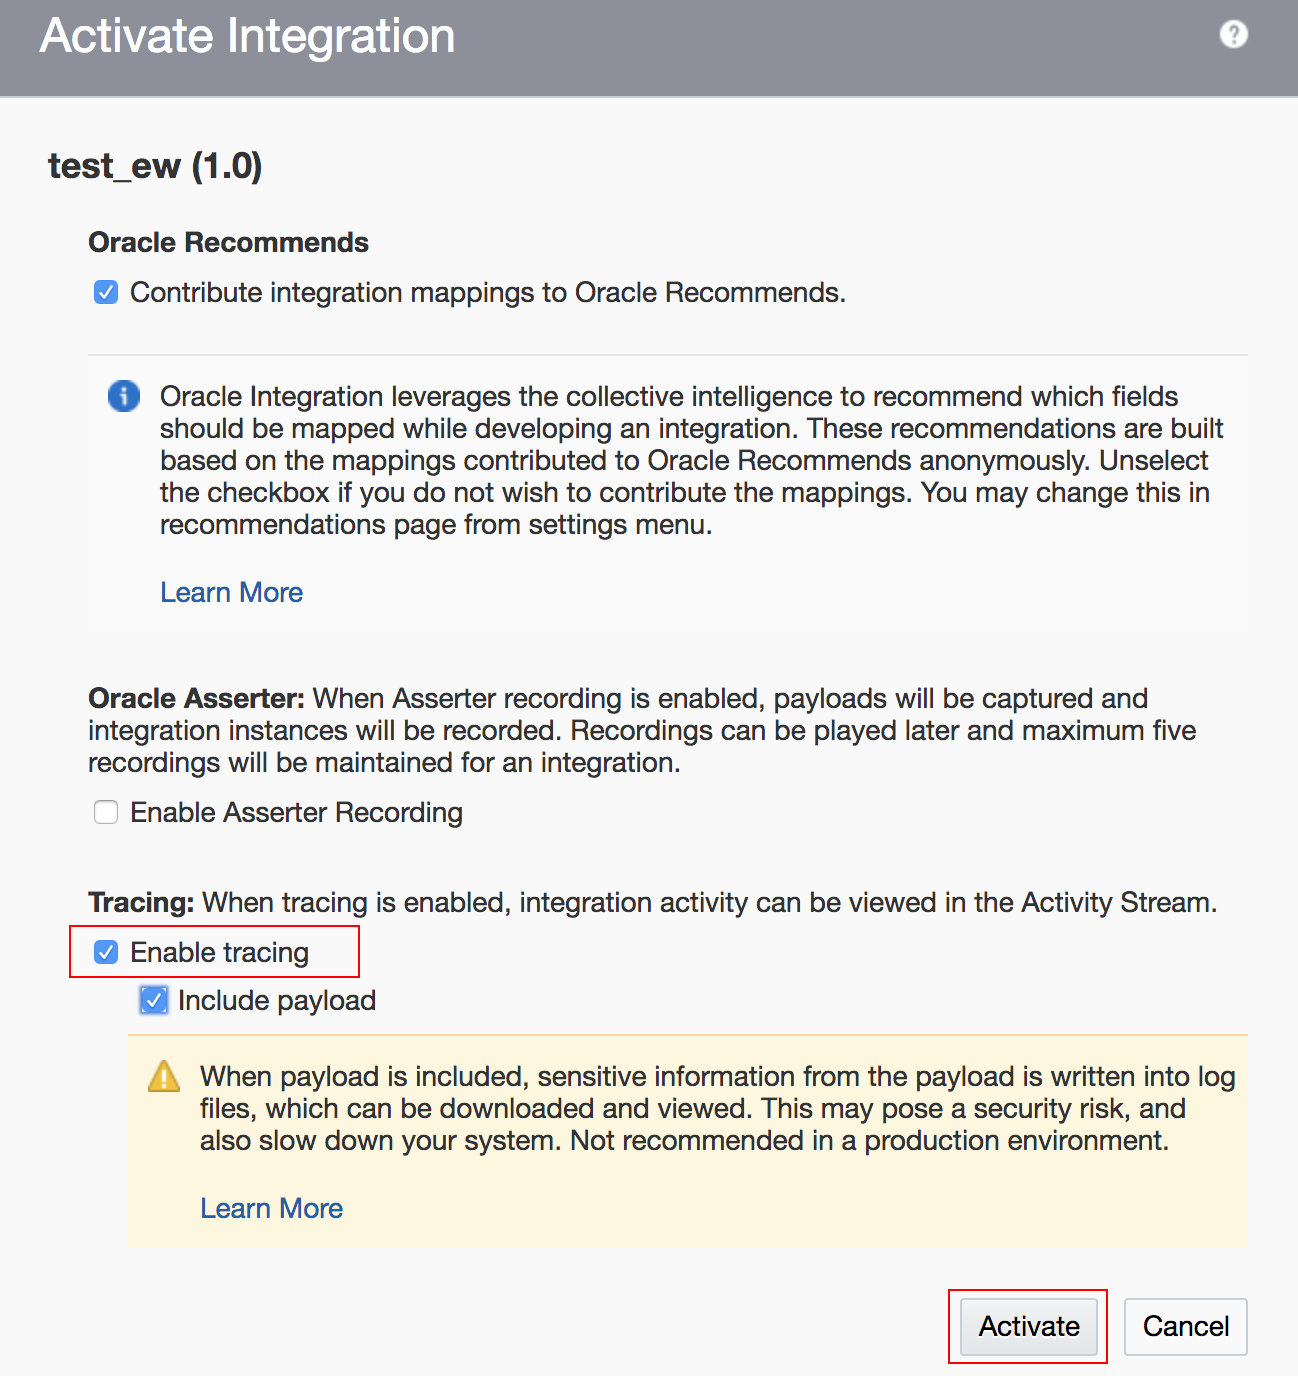 Activate Integration
?
test_ew (1.0)
Oracle Recommends
Contribute integration mappings to Oracle Recommends.
Oracle Integration leverages the collective intelligence to recommend which fields
should be mapped while developing an integration. These recommendations are built
based on the mappings contributed to Oracle Recommends anonymously. Unselect
the checkbox if you do not wish to contribute the mappings. You may change this in
recommendations page from settings menu.
Learn More
Oracle Asserter: When Asserter recording is enabled, payloads will be captured and
integration instances will be recorded. Recordings can be played later and maximum five
recordings will be maintained for an integration.
Enable Asserter Recording
Tracing: When tracing is enabled, integration activity can be viewed in the Activity Stream.
Enable tracing
Include payload
When payload is included, sensitive information from the payload is written into log
files, which can be downloaded and viewed. This may pose a security risk, and
also slow down your system. Not recommended in a production environment.
Learn More
Activate Cancel